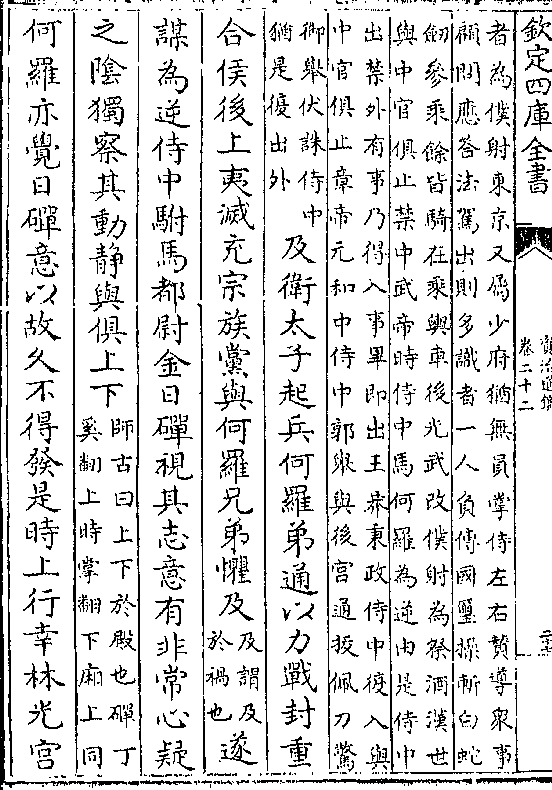 欽定四庫全書
資治通鑑
卷二十二
者為僕射東京又屬少府猶無員掌侍左右贊導衆事
顧問應荅法駕出則多識者一人負傳國璽操斬白蛇
劒參乘餘皆騎在乘輿車後光武改僕射為祭酒漢世
與中官俱止禁中武帝時侍中馬何羅為逆由是侍中
出禁外有事乃得入事畢即出王莽秉政侍中復入與
中官俱止章帝元和中侍中郭舉與後宮通拔佩刀驚
御舉伏誅侍中
猶是復出外
及衛太子起兵何羅弟通以力戰封重
合侯後上夷滅充宗族黨與何羅兄弟懼及
及謂及
於禍也
遂
謀為逆侍中駙馬都尉金日磾視其志意有非常心疑
之陰獨察其動静與俱上下
師古曰上下於殿也磾丁
奚翻上時掌翻下廂上同
何羅亦覺日磾意以故久不得發是時上行幸林光宮